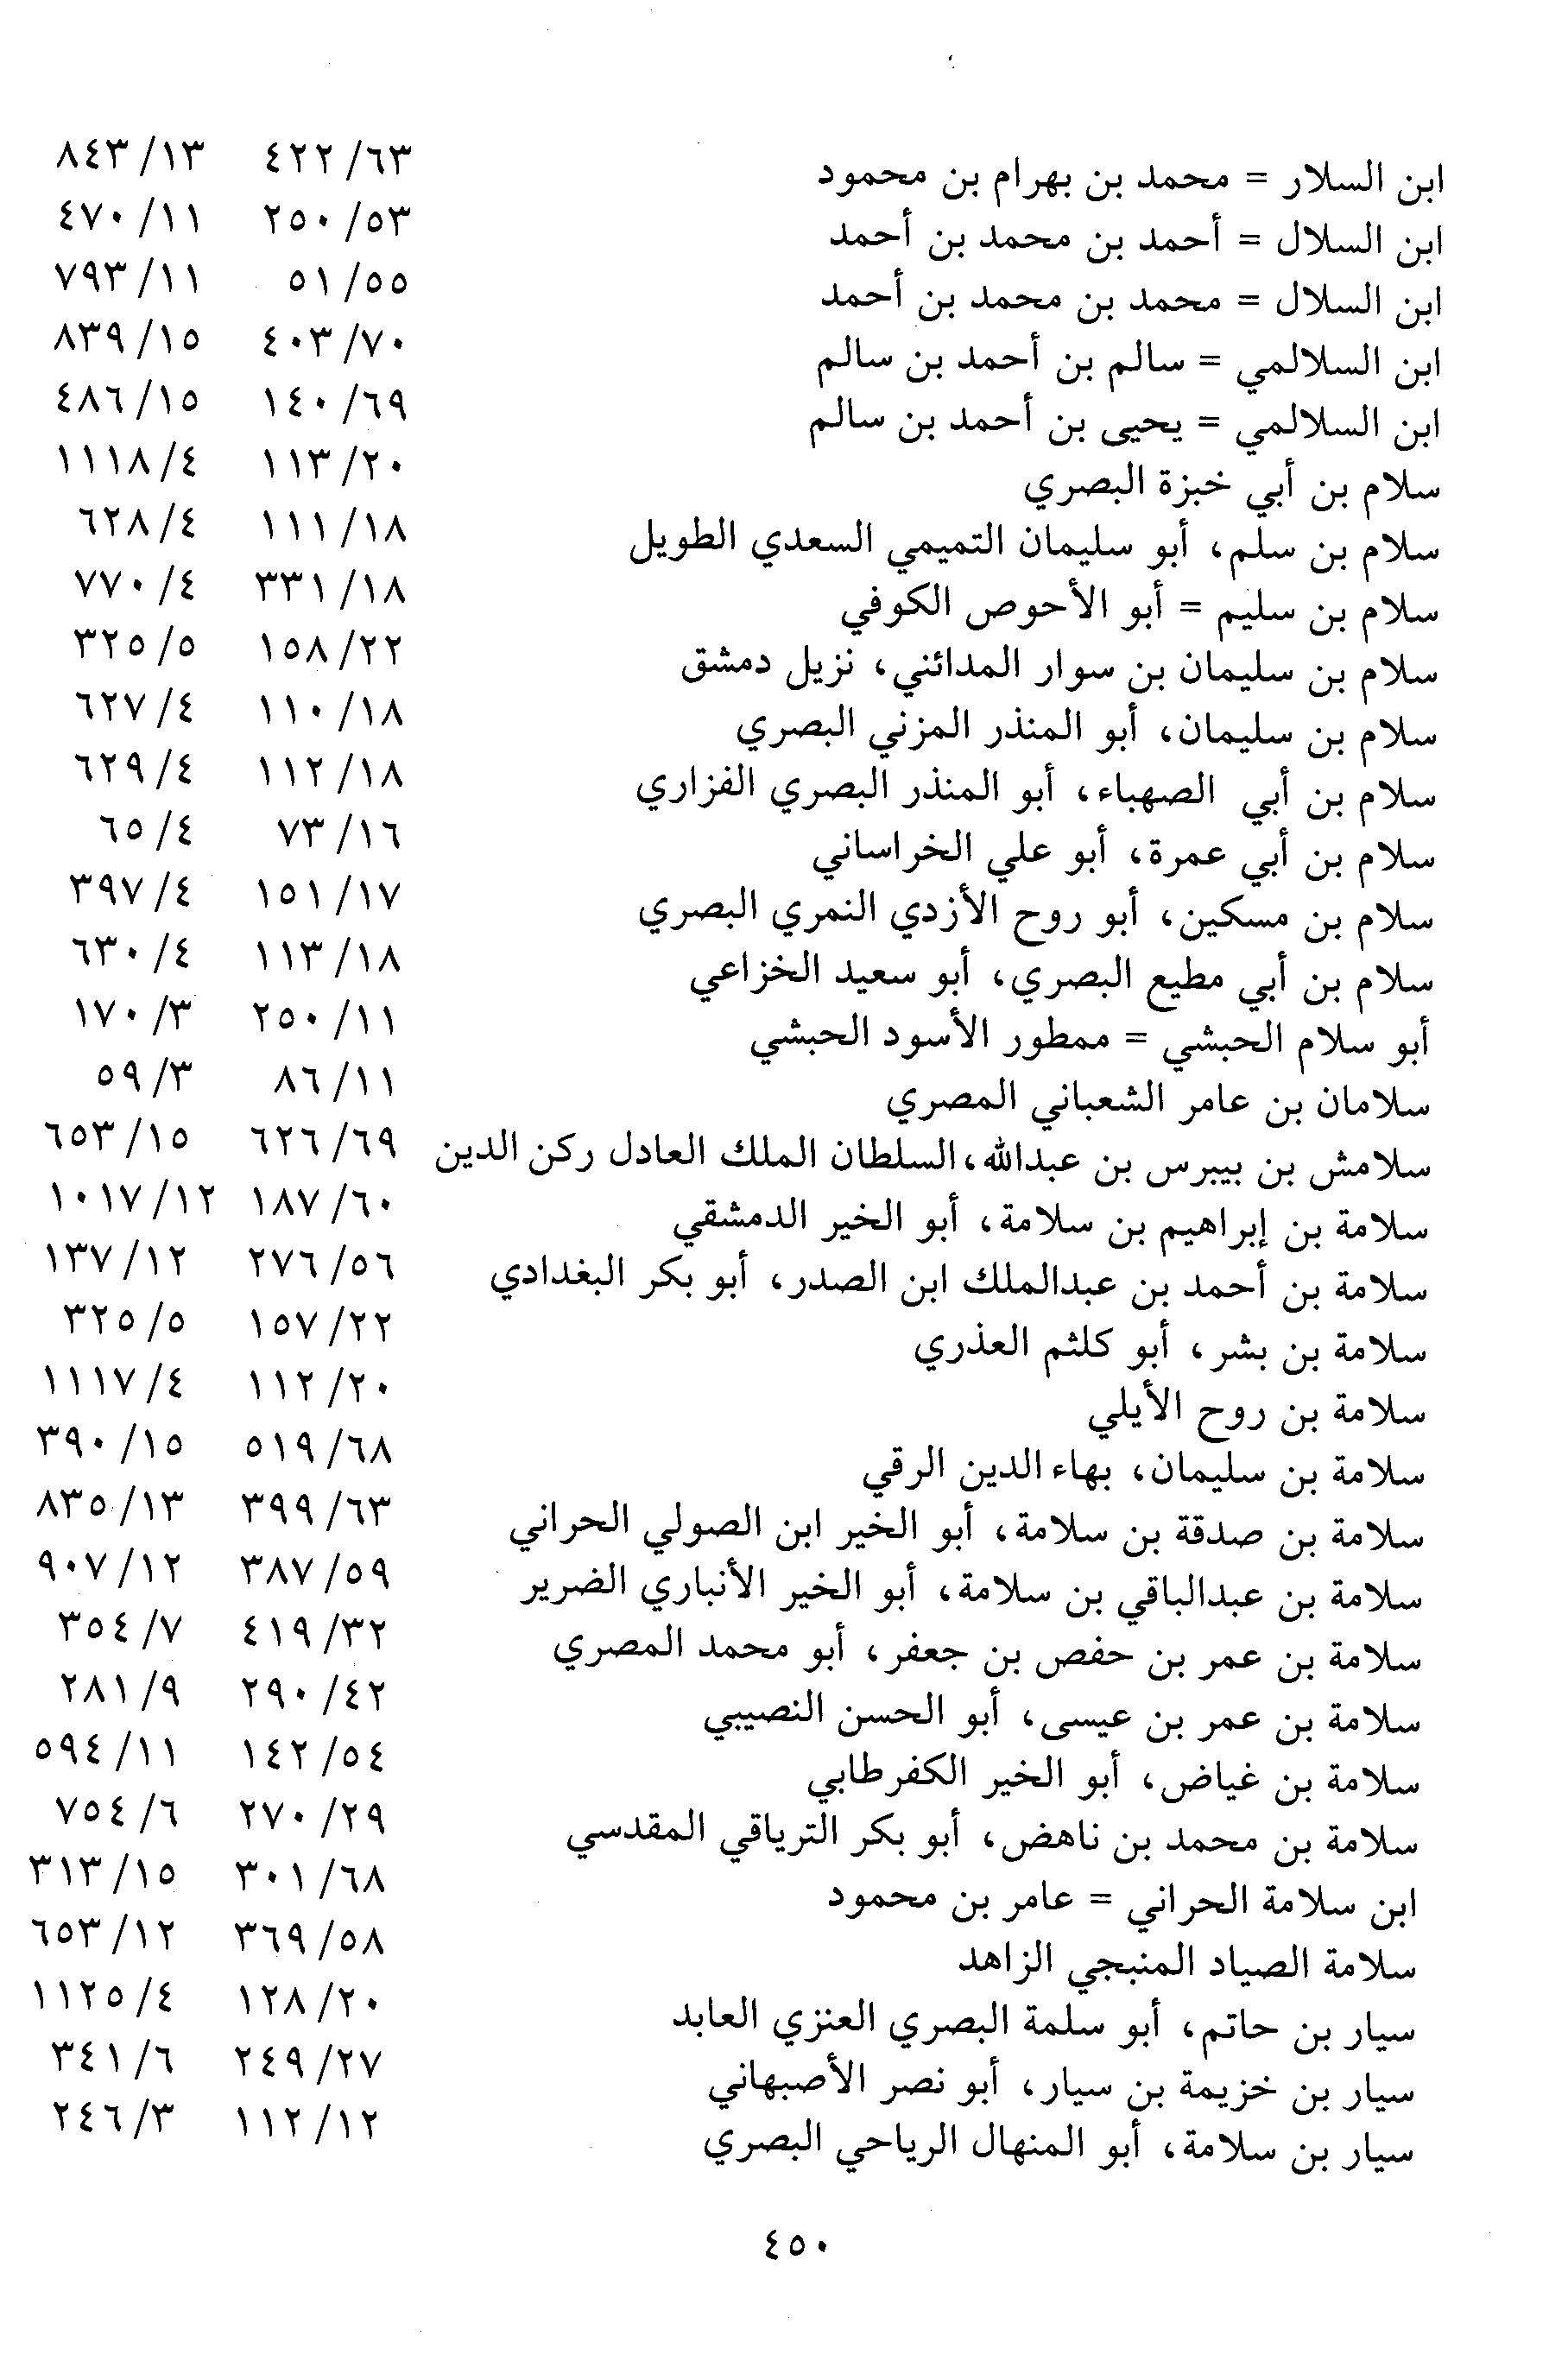 ابن السلار = محمد بن بهرام بن محمود ٤٢٢/٦٣ ٨٤٣/١٣
ابن السلال = أحمد بن محمد بن أحمد ٢٥٠/٥٣ ٤٧٠/١١
ابن السلال = محمد بن محمد بن أحمد ٥١/٥٥ ٧٩٣/١١
ابن السلالمي = سالم بن أحمد بن سالم ٤٠٣/٧٠ ٨٣٩/١٥
ابن السلالمي = يحيى بن أحمد بن سالم ١٤٠/٦٩ ٤٨٦/١٥
سلام بن أبي خبزة البصري ١١٣/٢٠ ١١١٨/٤
سلام بن سلم، أبو سليمان التميمي السعدي الطويل ١١١/١٨ ٦٢٨/٤
سلام بن سليم = أبو الأحوص الكوفي ٣٣١/١٨ ٧٧٠/٤
سلام بن سليمان بن سوار المدائني، نزيل دمشق ١٥٨/٢٢ ٣٢٥/٥
سلام بن سليمان، أبو المنذر المزني البصري ١١٠/١٨ ٦٢٧/٤
سلام بن أبي الصهباء، أبو المنذر البصري الفزاري ١١٢/١٨ ٦٢٩/٤
سلام بن أبي عمرة، أبو علي الخراساني ٧٣/١٦ ٦٥/٤
سلام بن مسكين، أبو روح الأزدي النمري البصري ١٥١/١٧ ٣٩٧/٤
سلام بن أبي مطيع البصري، أبو سعيد الخزاعي ١١٣/١٨ ٦٣٠/٤
أبو سلام الحبشي = ممطور الأسود الحبشي ٢٥٠/١١ ١٧٠/٣
سلامان بن عامر الشعباني المصري ٨٦/١١ ٥٩/٣
سلامش بن بيبرس بن عبدالله، السلطان الملك العادل ركن الدين ٦٢٦/٦٩ ٦٥٣/١٥
سلامة بن إبراهيم بن سلامة، أبو الخير الدمشقي ١٨٧/٦٠ ١٠١٧/١٢
سلامة بن أحمد بن عبدالملك ابن الصدر، أبو بكر البغدادي ٢٧٦/٥٦ ١٣٧/١٢
سلامة بن بشر، أبو كلثم العذري ١٥٧/٢٢ ٣٢٥/٥
سلامة بن روح الأيلي ١١٢/٢٠ ١١١٧/٤
سلامة بن سليمان، بهاء الدين الرقي ٥١٩/٦٨ ٣٩٠/١٥
سلامة بن صدقة بن سلامة، أبو الخير ابن الصولي الحراني ٣٩٩/٦٣ ٨٣٥/١٣
سلامة بن عبدالباقي بن سلامة، أبو الخير الأنباري الضرير ٣٨٧/٥٩ ٩٠٧/١٢
سلامة بن عمر بن حفص بن جعفر، أبو محمد المصري ٤١٩/٣٢ ٣٥٤/٧
سلامة بن عمر بن عيسى، أبو الحسن النصيبي ٢٩٠/٤٢ ٢٨١/٩
سلامة بن غياض، أبو الخير الكفرطابي ١٤٢/٥٤ ٥٩٤/١١
سلامة بن محمد بن ناهض، أبو بكر الترياقي المقدسي ٢٧٠/٢٩ ٧٥٤/٦
ابن سلامة الحراني = عامر بن محمود ٣٠١/٦٨ ٣١٣/١٥
سلامة الصياد المنبجي الزاهد ٣٦٩/٥٨ ٦٥٣/١٢
سيار بن حاتم، أبو سلمة البصري العنزي العابد ١٢٨/٢٠ ١١٢٥/٤
سيار بن خزيمة بن سيار، أبو نصر الأصبهاني ٢٤٩/٢٧ ٣٤١/٦
سيار بن سلامة، أبو المنهال الرياحي البصري ١١٢/١٢ ٢٤٦/٣
٤٥٠